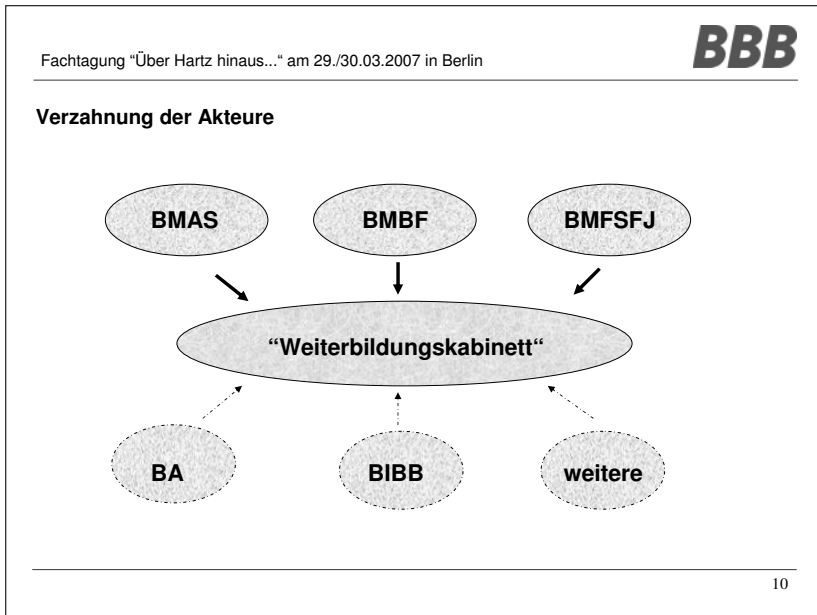 BBB
Fachtagung “Über Hartz hinaus...“ am 29./30.03.2007 in Berlin
Verzahnung der Akteure
BMAS BMBF BMFSFJ
“Weiterbildungskabinett“
BA BIBB weitere
10